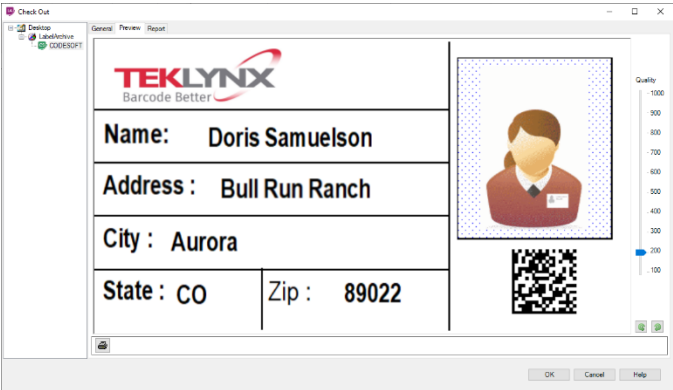 Check Out
Desktop
LabelArchive
CODESOFT
General Preview Report
TEKLYNX
Barcode Better
Name: Doris Samuelson
Address : Bull Run Ranch
City : Aurora
State : CO Zip : 89022
Quality
1000
900
800
700
600
500
400
300
200
100
OK Cancel Help